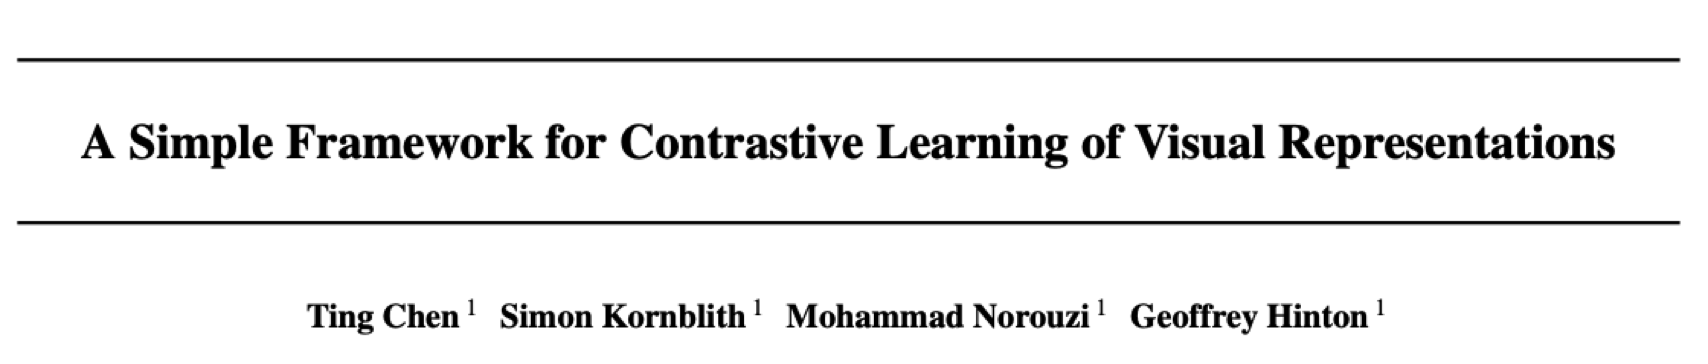 A Simple Framework for Contrastive Learning of Visual Representations
Ting Chen 1 Simon Kornblith 1 Mohammad Norouzi 1 Geoffrey Hinton 1